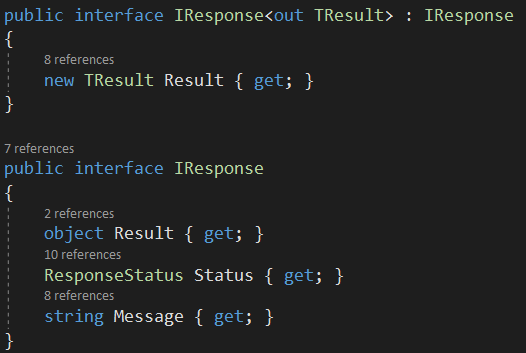 public interface IResponse<out TResult> : IResponse
{
8 references
new TResult Result { get; }
}
7 references
public interface IResponse
{
2 references
object Result { get; }
10 references
ResponseStatus Status { get; }
8 references
string Message { get; }
}